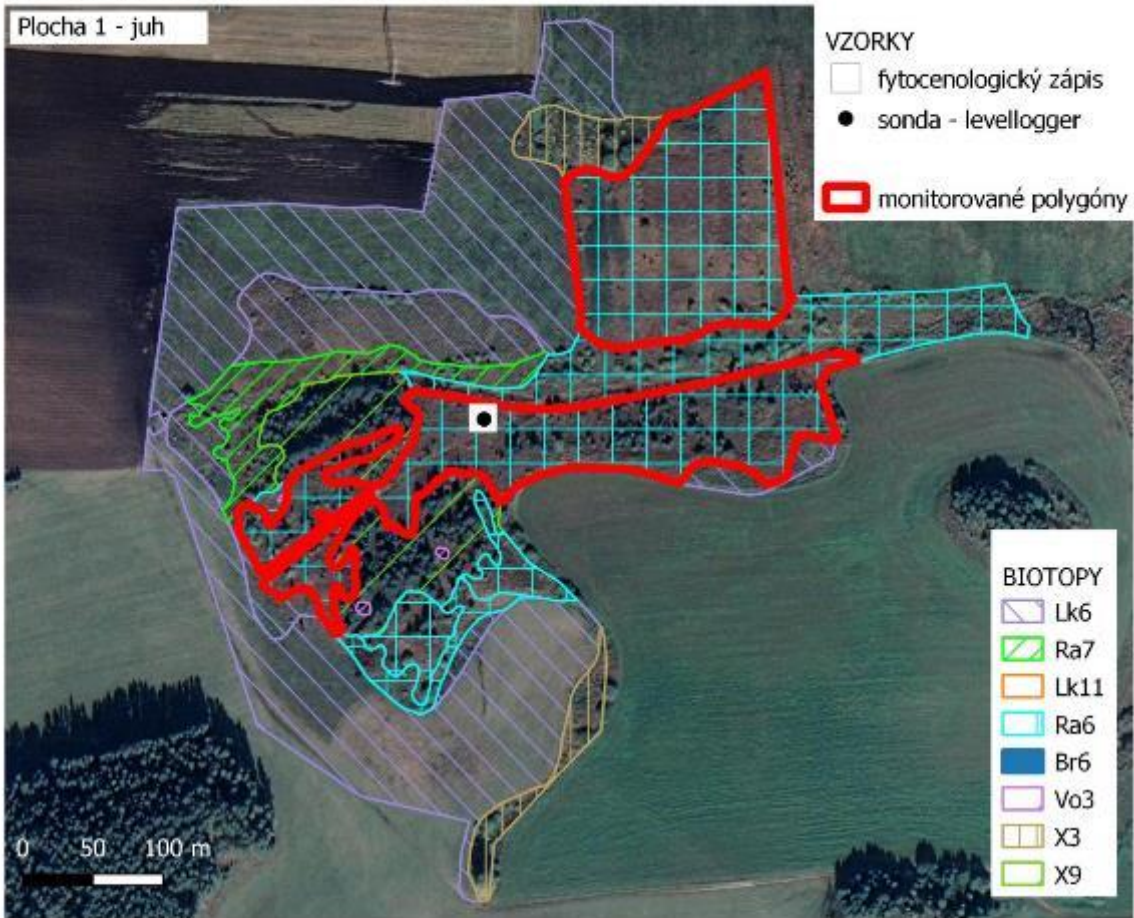 Plocha 1 - juh
VZORKY
fytocenologický zápis
sonda - levellogger
monitorované polygóny
BIOTOPY
Lk6
Ra7
Lk11
Ra6
Br6
Vo3
X3
X9
0 50 100 m